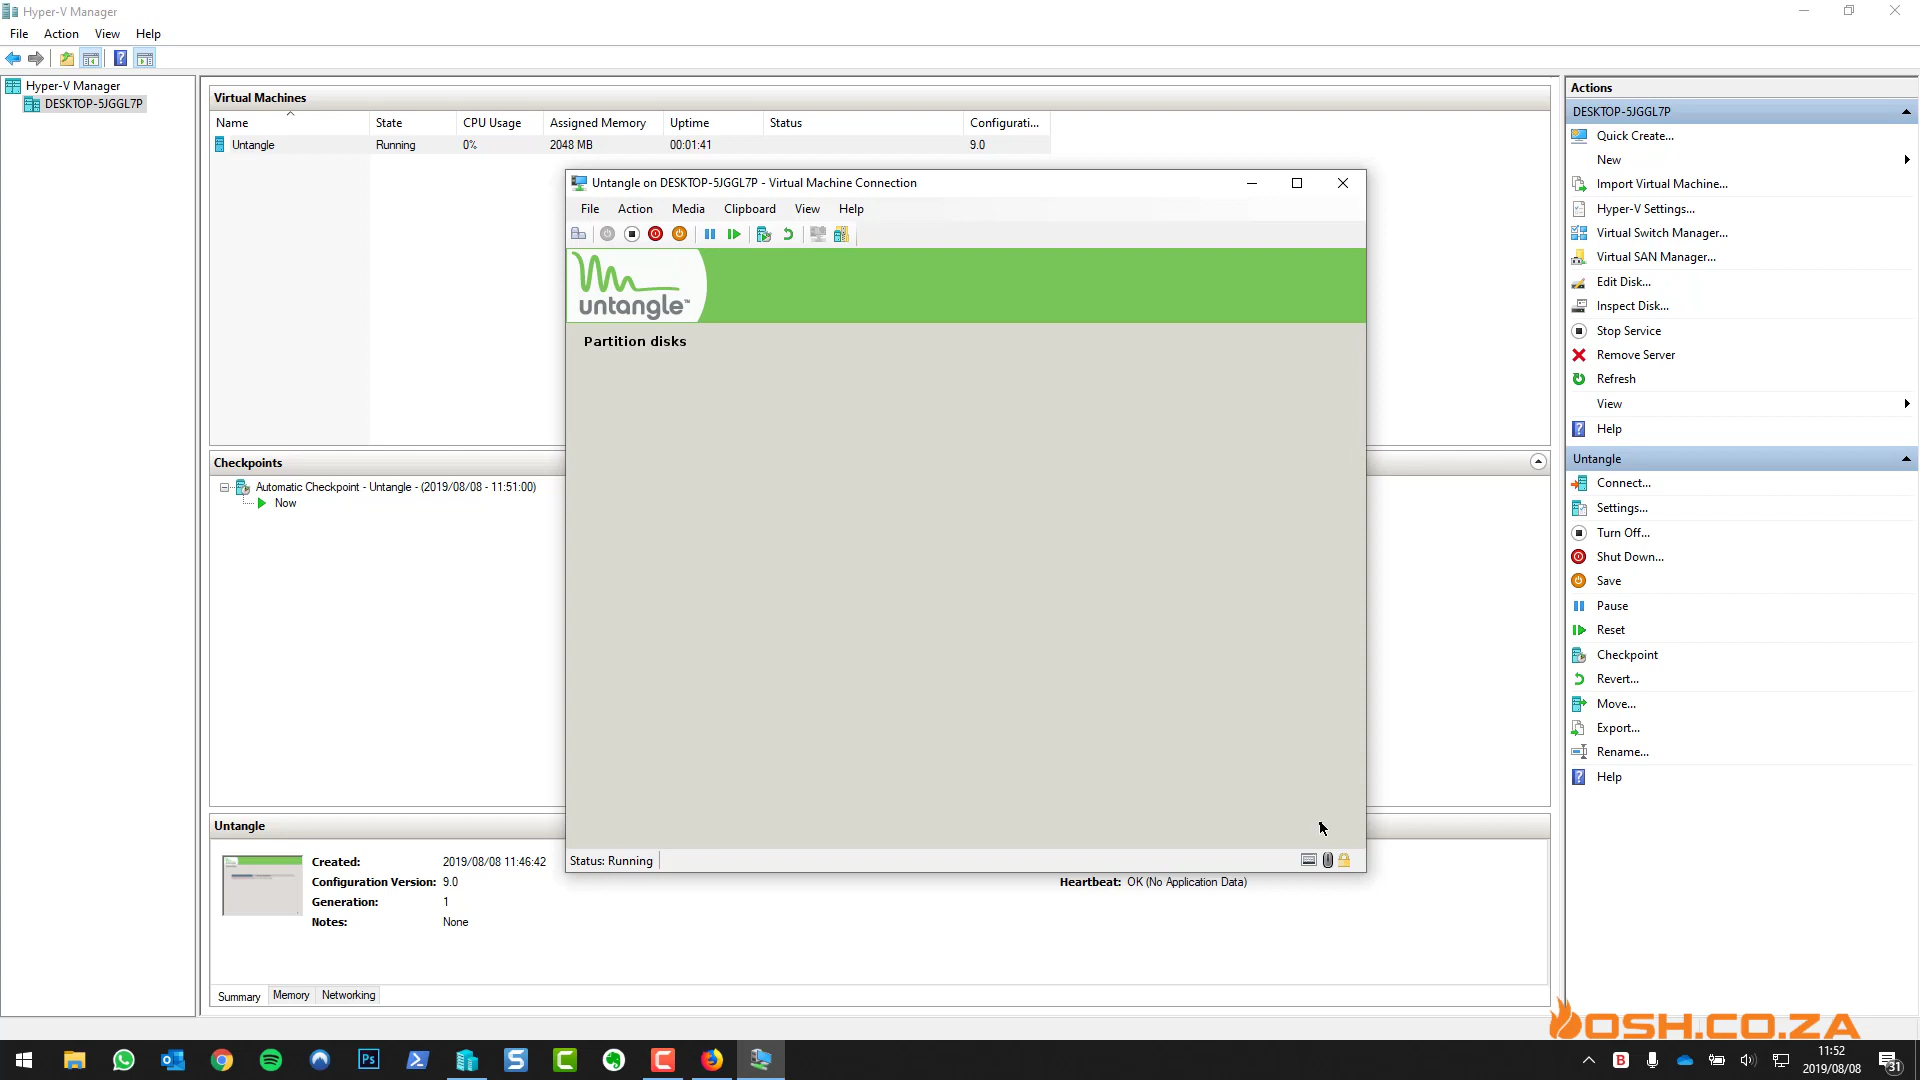 Hyper-V Manager
File Action View Help
Hyper-V Manager
DESKTOP-5JGGL7P
Virtual Machines
Name State CPU Usage Assigned Memory Uptime Status Configurati...
Untangle Running 0% 2048 MB 00:01:41 9.0
Untangle on DESKTOP-5JGGL7P - Virtual Machine Connection
File Action Media Clipboard View Help
untangle™
Partition disks
Status: Running
Checkpoints
Automatic Checkpoint - Untangle - (2019/08/08 - 11:51:00)
Now
Untangle
Created: 2019/08/08 11:46:42
Configuration Version: 9.0
Generation: 1
Notes: None
Heartbeat: OK (No Application Data)
Summary Memory Networking
Actions
DESKTOP-5JGGL7P
Quick Create...
New
Import Virtual Machine...
Hyper-V Settings...
Virtual Switch Manager...
Virtual SAN Manager...
Edit Disk...
Inspect Disk...
Stop Service
Remove Server
Refresh
View
Help
Untangle
Connect...
Settings...
Turn Off...
Shut Down...
Save
Pause
Reset
Checkpoint
Revert...
Move...
Export...
Rename...
Help
OSH.CO.ZA
Ps
S
C
C
B
11:52
2019/08/08
31